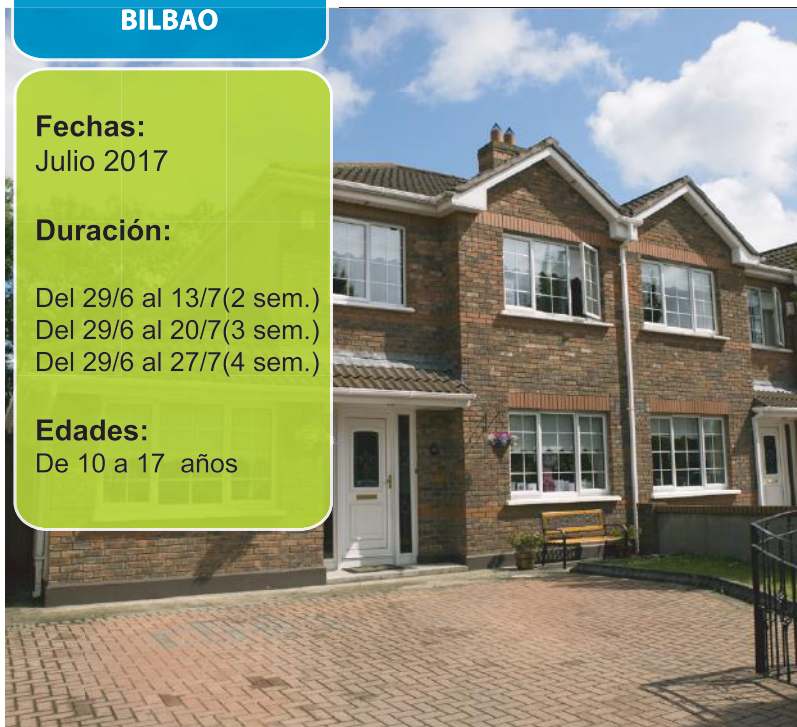 BILBAO
Fechas:
Julio 2017
Duración:
Del 29/6 al 13/7(2 sem.)
Del 29/6 al 20/7(3 sem.)
Del 29/6 al 27/7(4 sem.)
Edades:
De 10 a 17 años